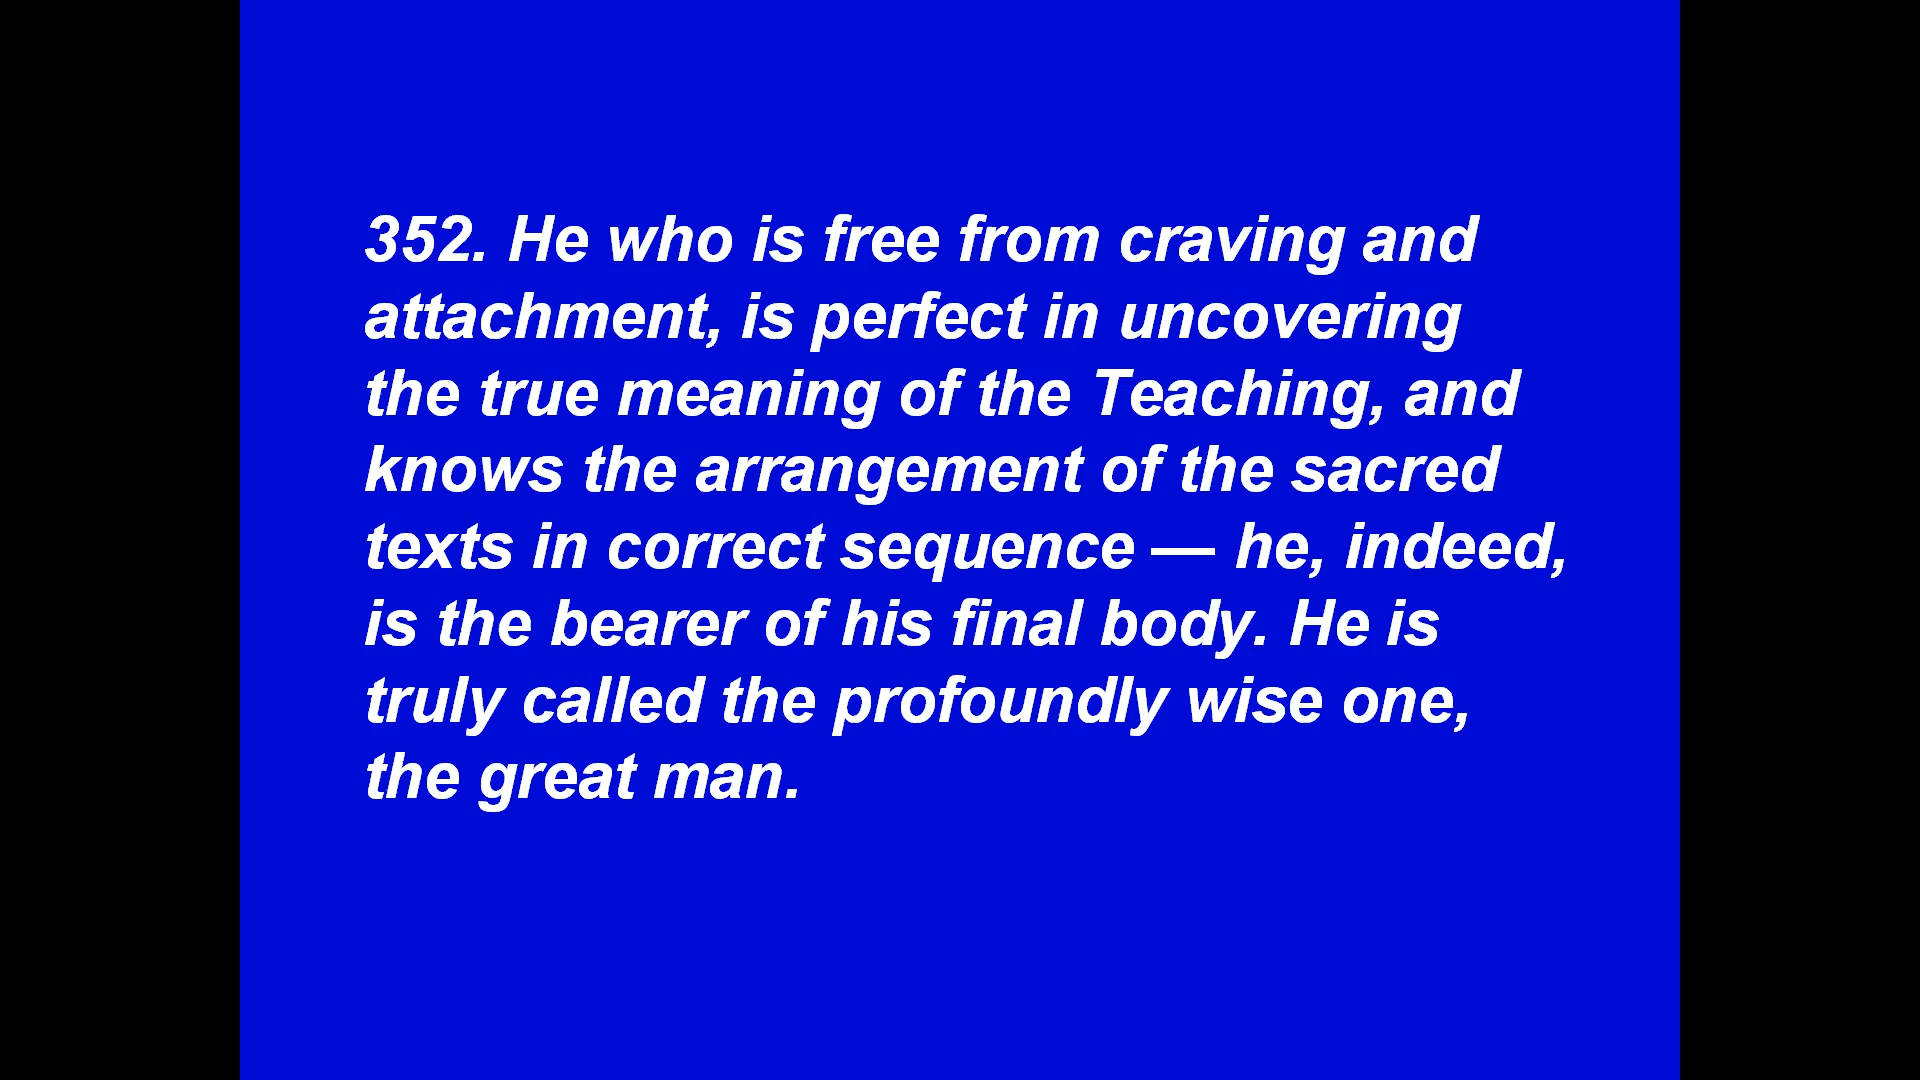 352. He who is free from craving and
attachment, is perfect in uncovering
the true meaning of the Teaching, and
knows the arrangement of the sacred
texts in correct sequence — he, indeed,
is the bearer of his final body. He is
truly called the profoundly wise one,
the great man.